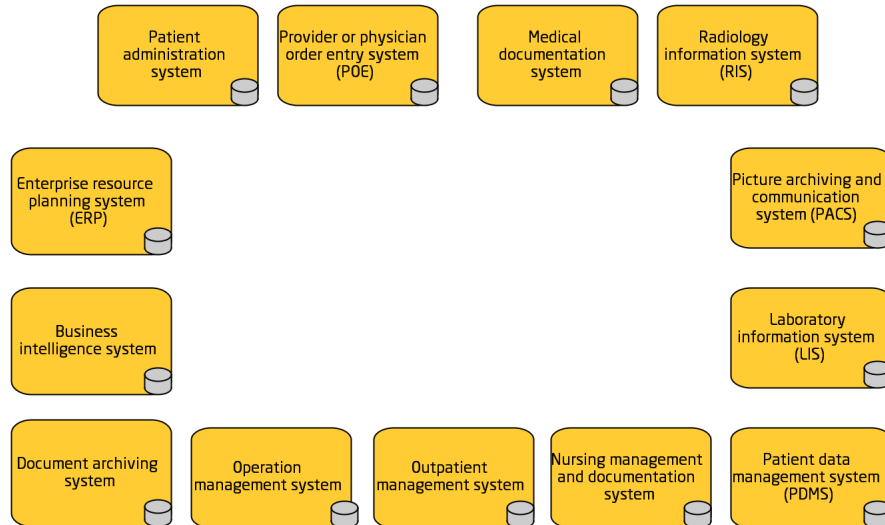 Patient
administration
system
Provider or physician
order entry system
(POE)
Medical
documentation
system
Radiology
information system
(RIS)
Enterprise resource
planning system
(ERP)
Picture archiving and
communication
system (PACS)
Business
intelligence system
Laboratory
information system
(LIS)
Document archiving
system
Operation
management system
Outpatient
management system
Nursing management
and documentation
system
Patient data
management system
(PDMS)